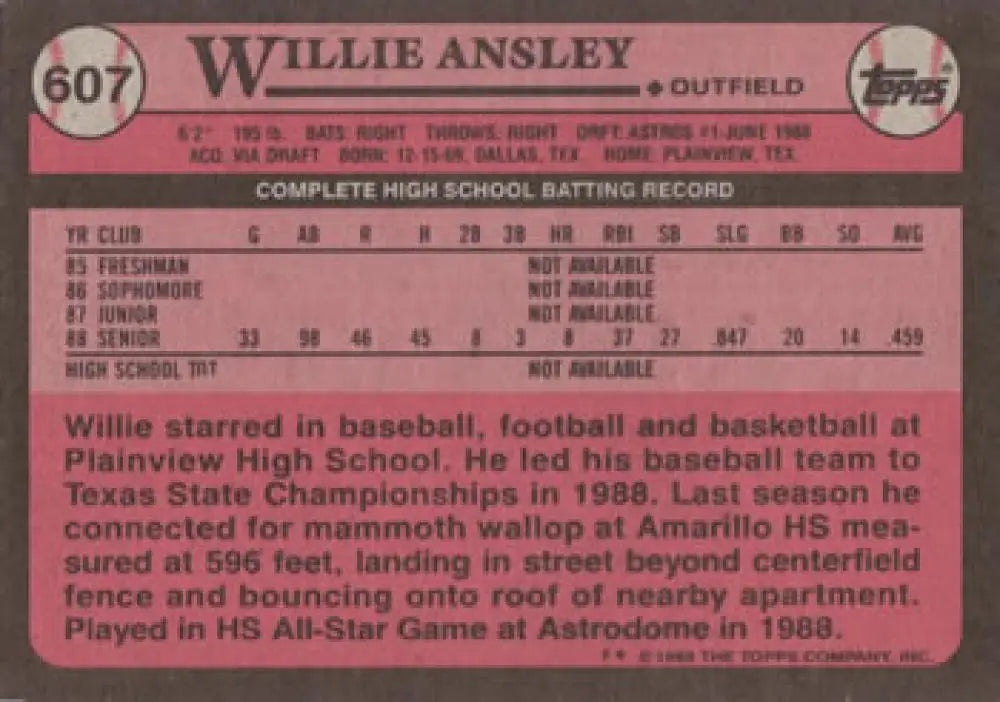 607
WILLIE ANSLEY
♦ OUTFIELD
TOPPS®
6'2" 195 lb. BATS: RIGHT THROWS: RIGHT DRFT: ASTROS #1-JUNE 1988
ACQ: VIA DRAFT BORN: 12-15-69, DALLAS, TEX. HOME: PLAINVIEW, TEX.
COMPLETE HIGH SCHOOL BATTING RECORD
YR CLUB G AB R H 2B 3B HR RBI SB SLG BB SO AVG
85 FRESHMAN NOT AVAILABLE
86 SOPHOMORE NOT AVAILABLE
87 JUNIOR NOT AVAILABLE
88 SENIOR 33 98 46 45 8 3 8 37 27 .847 20 14 .459
HIGH SCHOOL TOT NOT AVAILABLE
Willie starred in baseball, football and basketball at
Plainview High School. He led his baseball team to
Texas State Championships in 1988. Last season he
connected for mammoth wallop at Amarillo HS mea-
sured at 596 feet, landing in street beyond centerfield
fence and bouncing onto roof of nearby apartment.
Played in HS All-Star Game at Astrodome in 1988.
© 1989 THE TOPPS COMPANY, INC.